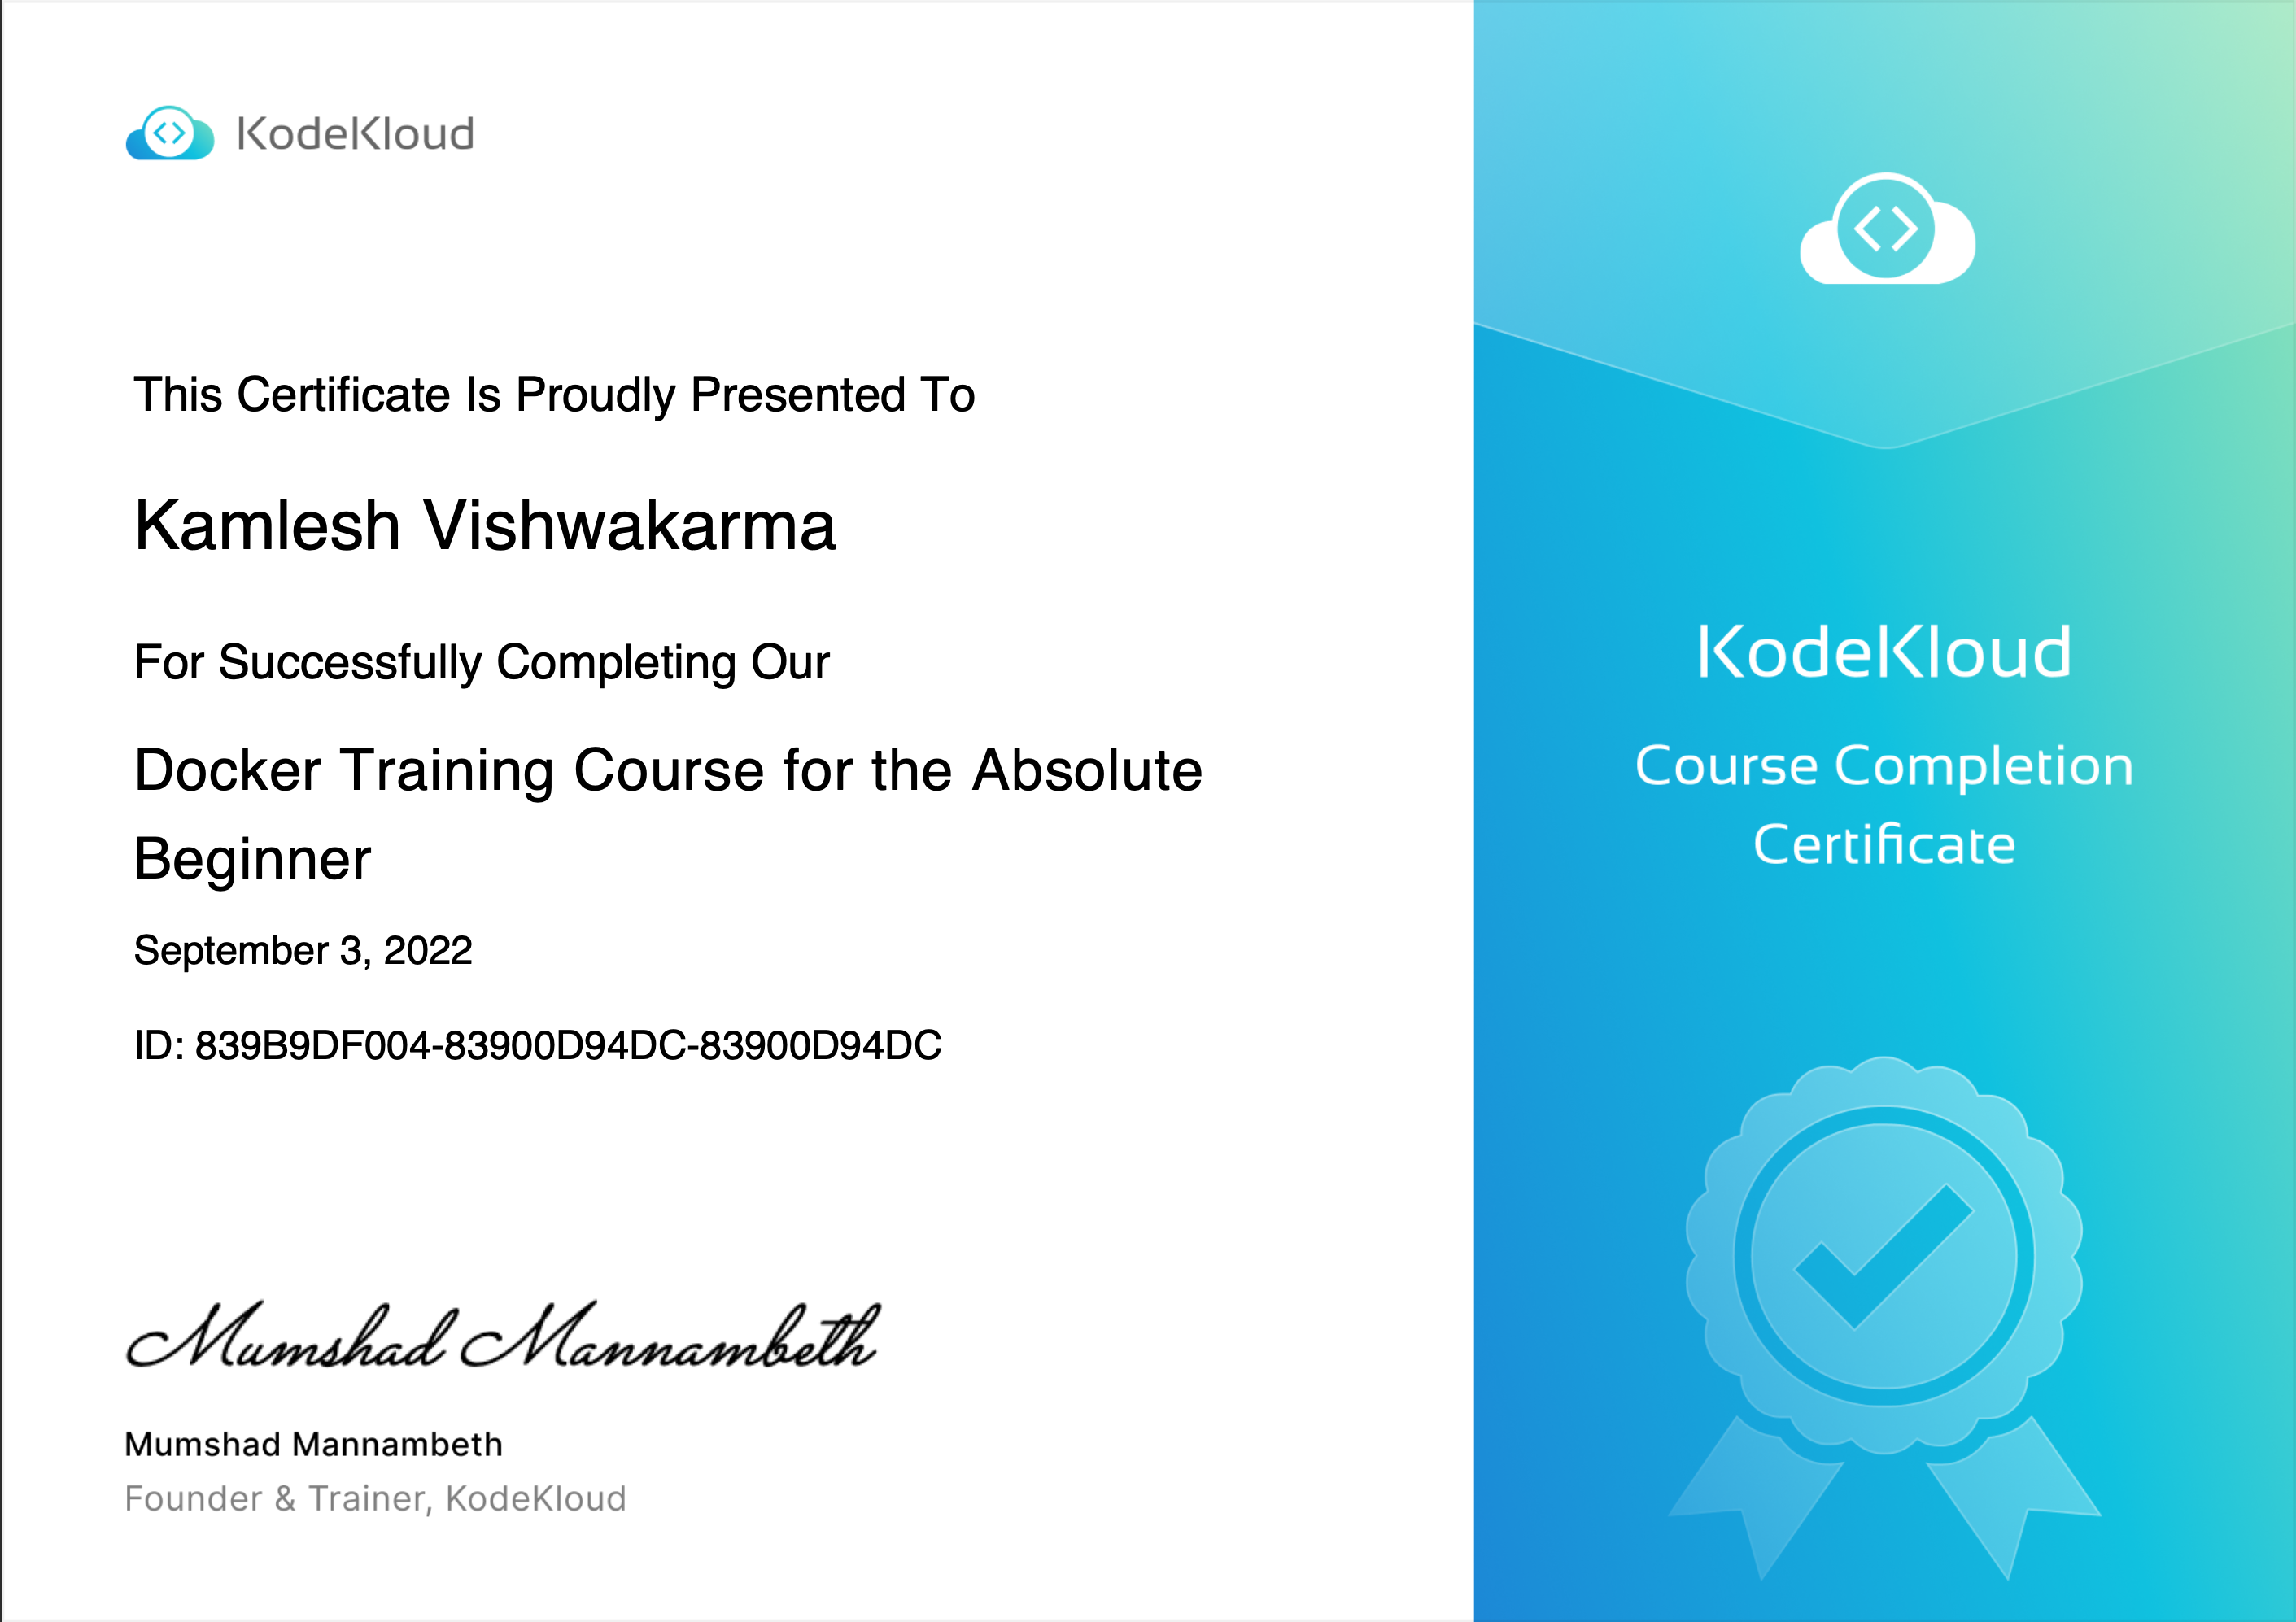 KodeKloud
This Certificate Is Proudly Presented To
Kamlesh Vishwakarma
For Successfully Completing Our
Docker Training Course for the Absolute
Beginner
September 3, 2022
ID: 839B9DF004-83900D94DC-83900D94DC
Mumshad Mannambeth
Mumshad Mannambeth
Founder & Trainer, KodeKloud
KodeKloud
Course Completion
Certificate